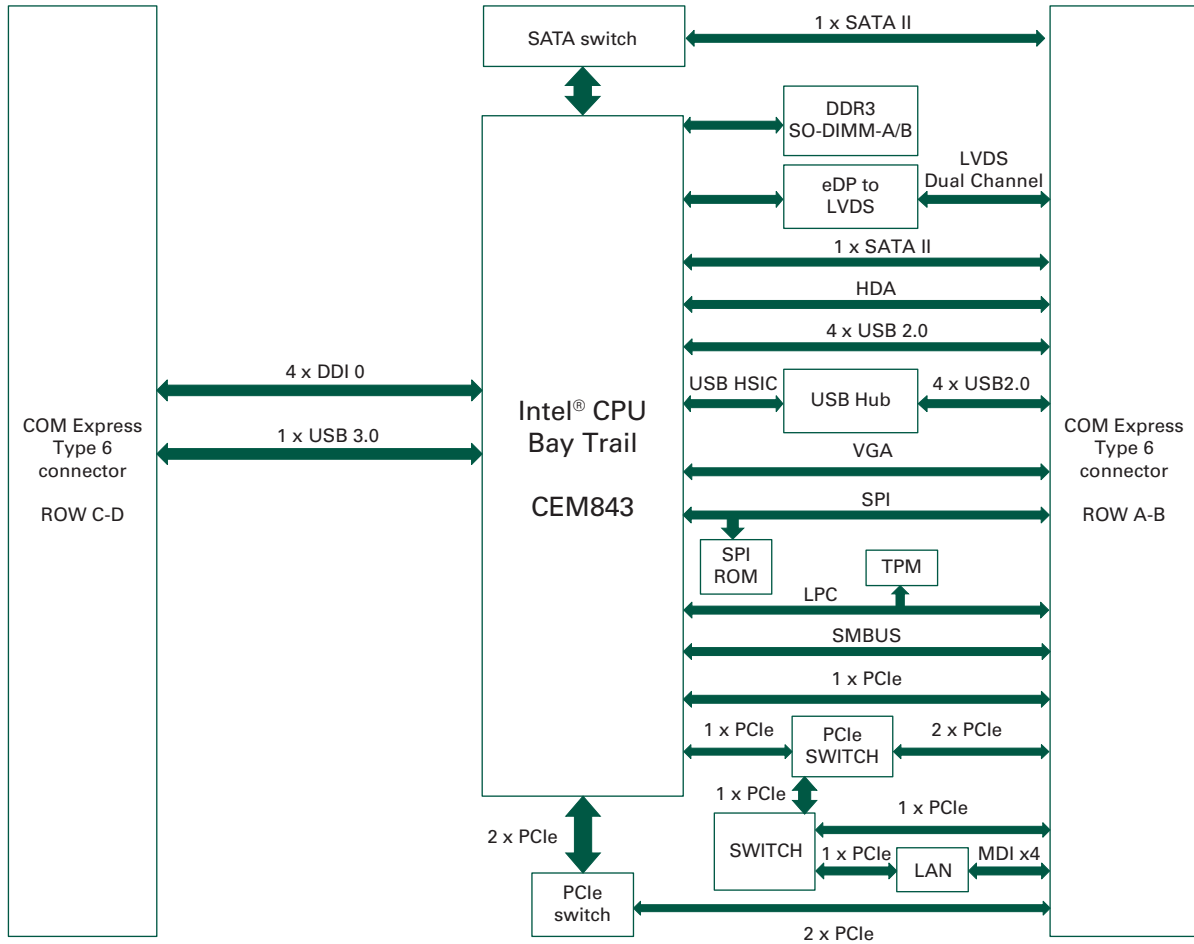 SATA switch
1 x SATA II
DDR3
SO-DIMM-A/B
eDP to
LVDS
LVDS
Dual Channel
1 x SATA II
HDA
4 x USB 2.0
4 x DDI 0
1 x USB 3.0
COM Express
Type 6
connector
ROW C-D
Intel® CPU
Bay Trail
CEM843
USB HSIC
USB Hub
4 x USB2.0
COM Express
Type 6
connector
ROW A-B
VGA
SPI
SPI
ROM
TPM
LPC
SMBUS
1 x PCIe
1 x PCIe
PCIe
SWITCH
2 x PCIe
1 x PCIe
1 x PCIe
SWITCH
1 x PCIe
LAN
MDI x4
2 x PCIe
PCIe
switch
2 x PCIe